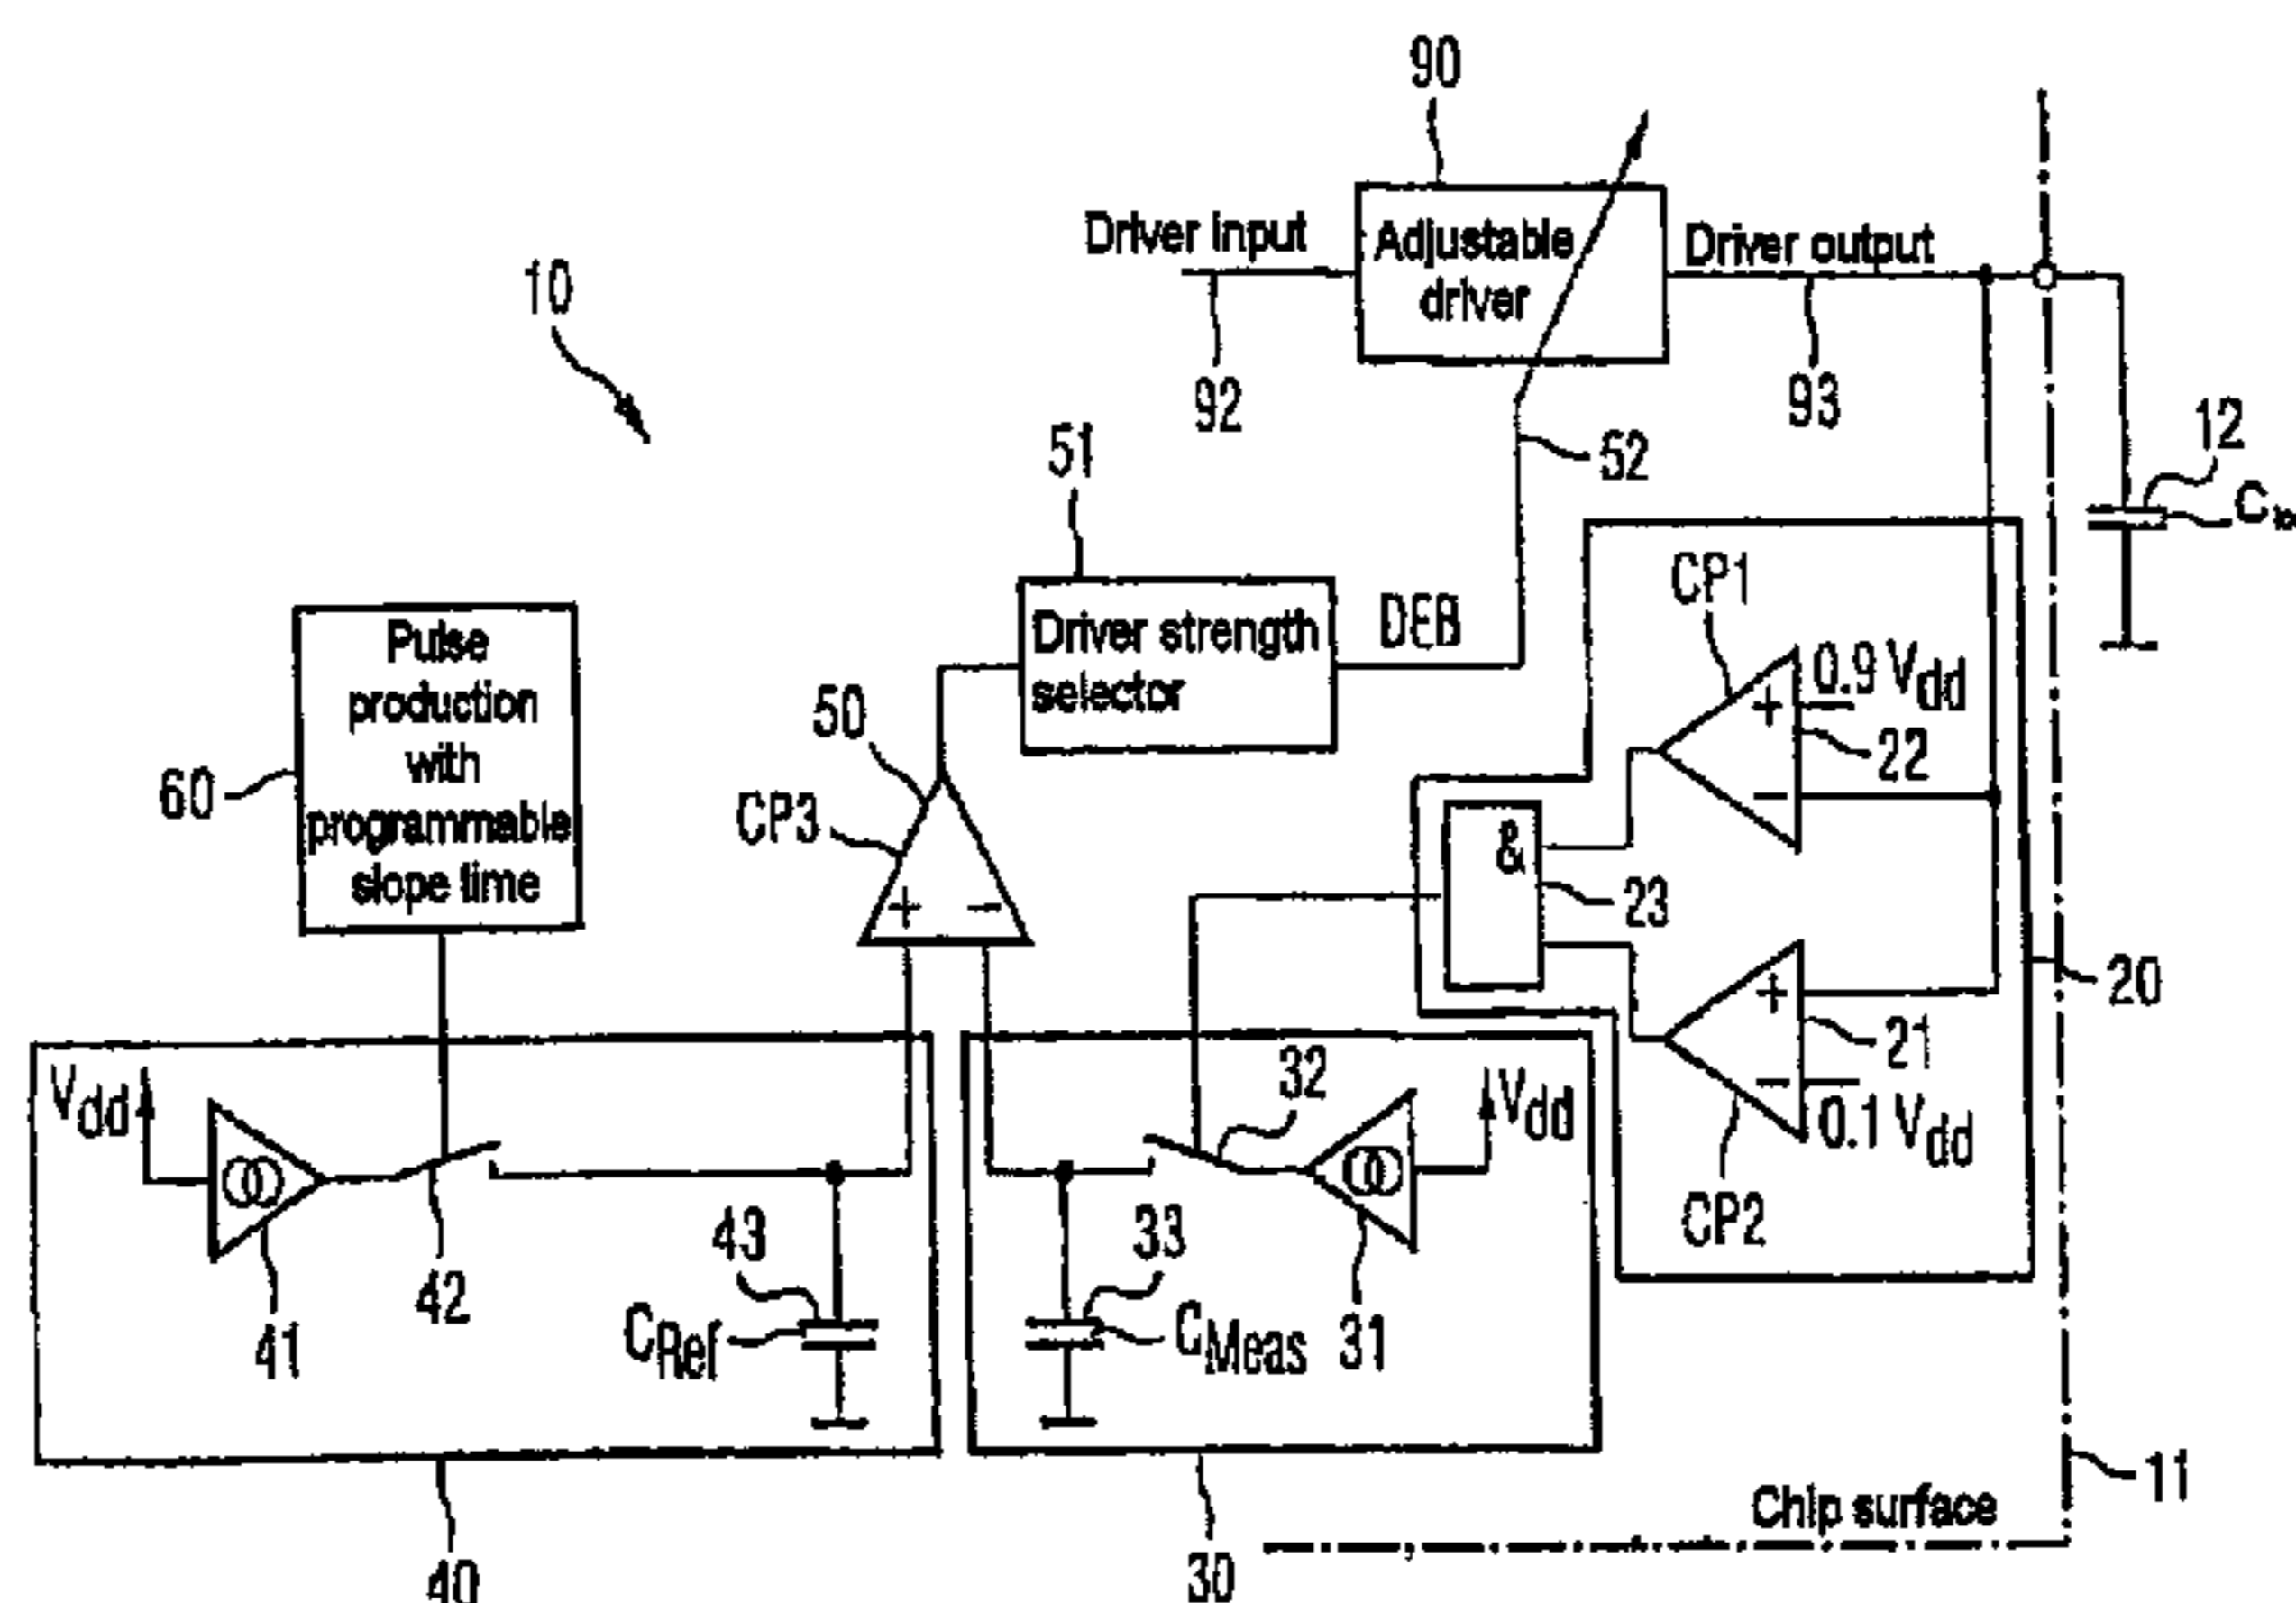 90
Driver input
Adjustable
driver
Driver output
10
92
93
12
51
52
C
CP1
Driver strength
selector
DEB
Pulse
production
with
programmable
slope time
60
50
CP3
+
−
0.9 Vdd
+
22
−
&
23
20
+
21
−
0.1 Vdd
CP2
Vdd
32
Vdd
41
42
43
CRef
33
CMeas
31
11
Chip surface
40
30